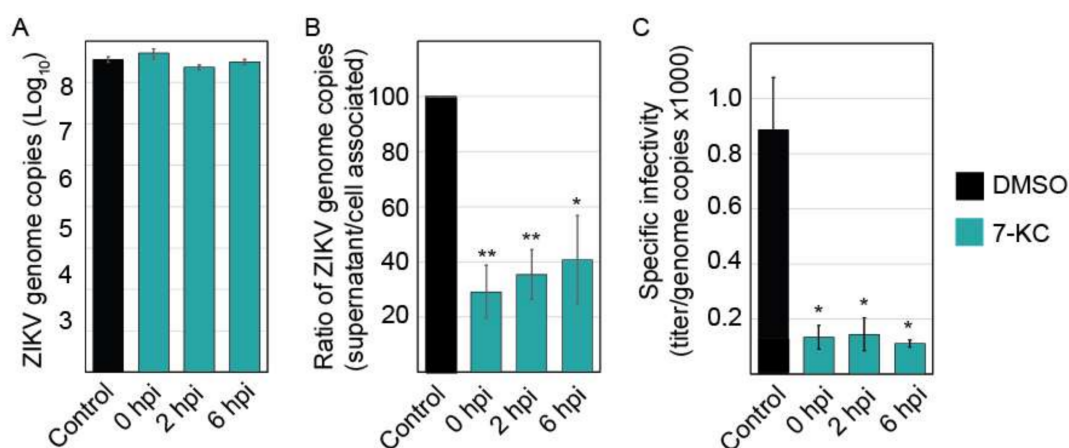 A
ZIKV genome copies (Log10)
8
7
6
5
4
3
Control
0 hpi
2 hpi
6 hpi
B
Ratio of ZIKV genome copies
(supernatant/cell associated)
100
80
60
40
20
**
**
*
Control
0 hpi
2 hpi
6 hpi
C
Specific infectivity
(titer/genome copies x1000)
1.0
0.8
0.6
0.4
0.2
*
*
*
Control
0 hpi
2 hpi
6 hpi
DMSO
7-KC